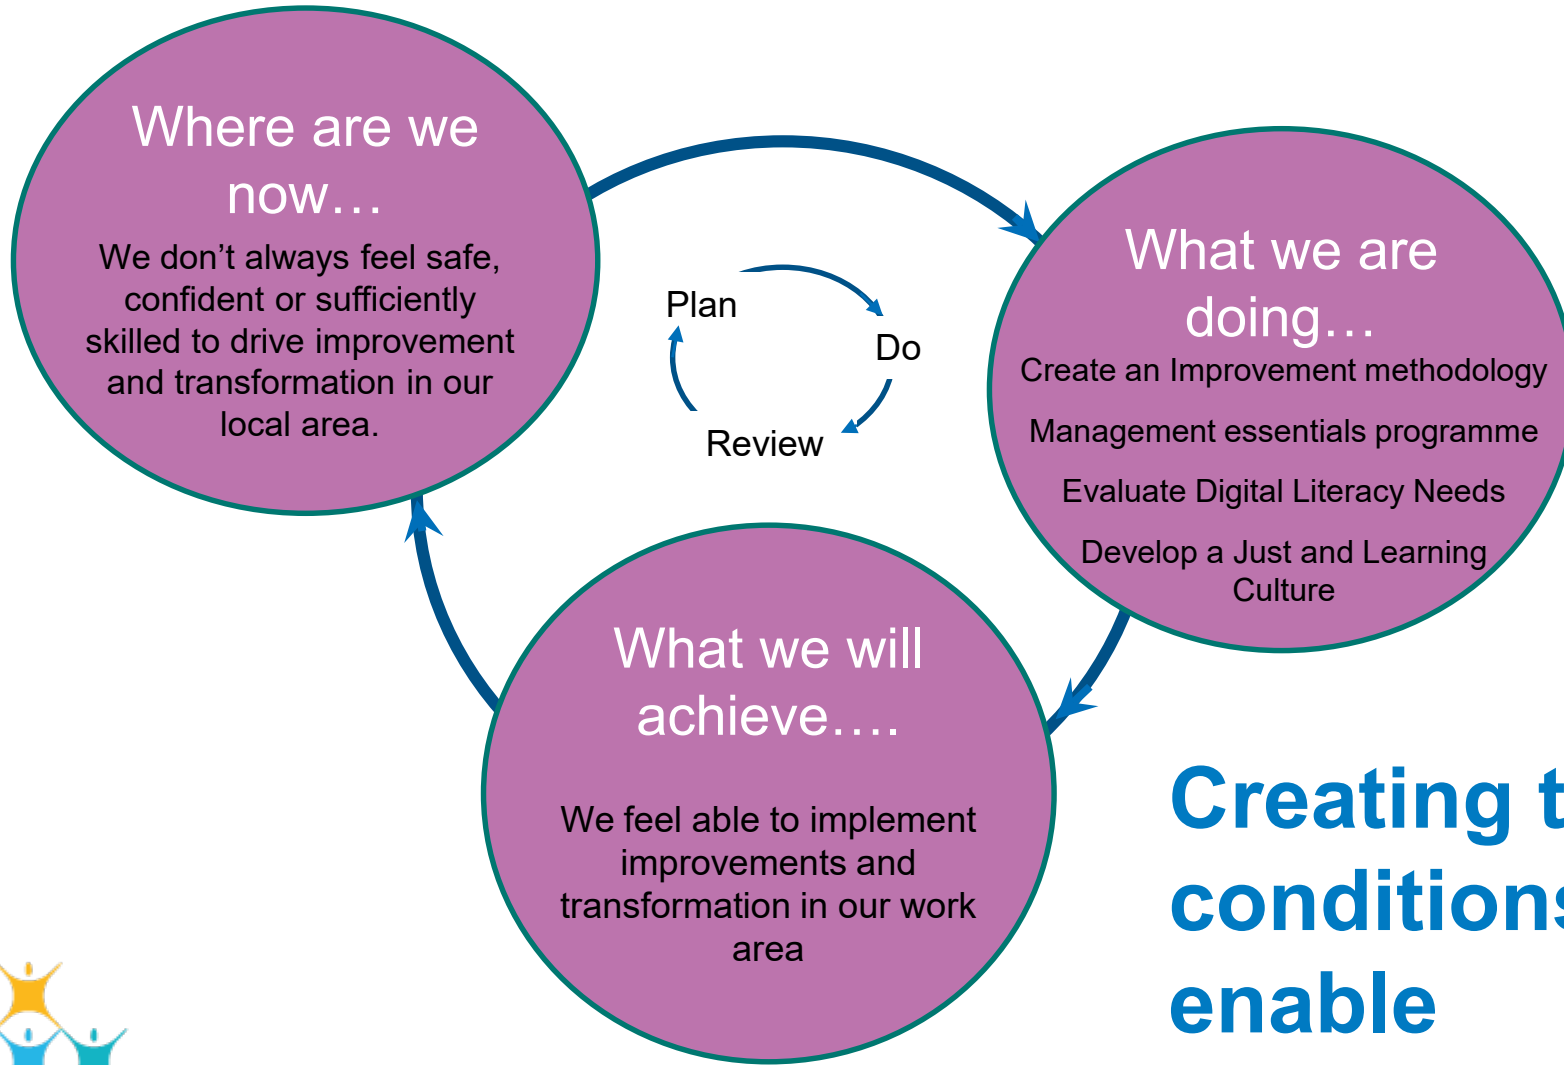 Where are we
now…
We don’t always feel safe,
confident or sufficiently
skilled to drive improvement
and transformation in our
local area.
Plan
Do
Review
What we are
doing…
Create an Improvement methodology
Management essentials programme
Evaluate Digital Literacy Needs
Develop a Just and Learning
Culture
What we will
achieve….
We feel able to implement
improvements and
transformation in our work
area
Creating
conditions
enable